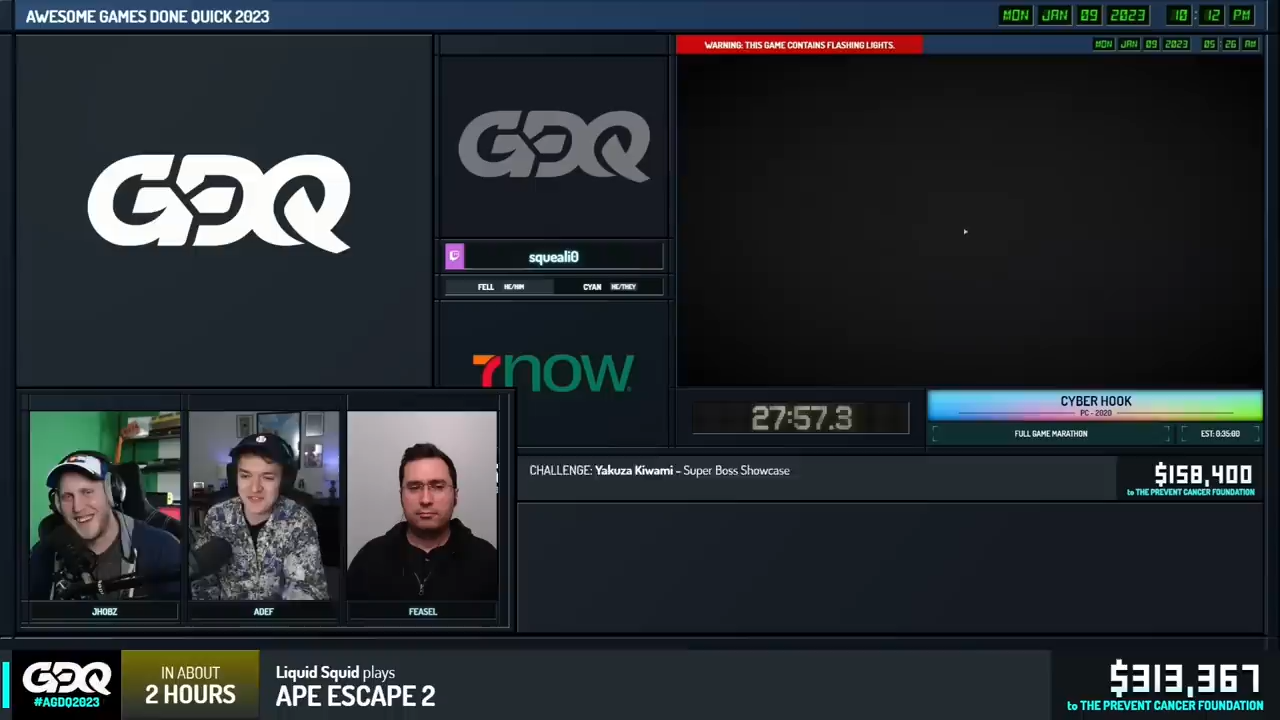 AWESOME GAMES DONE QUICK 2023
MON JAN 09 2023 10:12 PM
WARNING: THIS GAME CONTAINS FLASHING LIGHTS.
MON JAN 09 2023 05:26 AM
GDQ
GDQ
squeali0
FELL HE/HIM CYAN HE/THEY
7NOW
27:57.3
CYBER HOOK
PC - 2020
FULL GAME MARATHON
EST: 0:35:00
CHALLENGE: Yakuza Kiwami – Super Boss Showcase
$158,400
to THE PREVENT CANCER FOUNDATION
JHOBZ
ADEF
FEASEL
GDQ
#AGDQ2023
IN ABOUT
2 HOURS
Liquid Squid plays
APE ESCAPE 2
$313,367
to THE PREVENT CANCER FOUNDATION